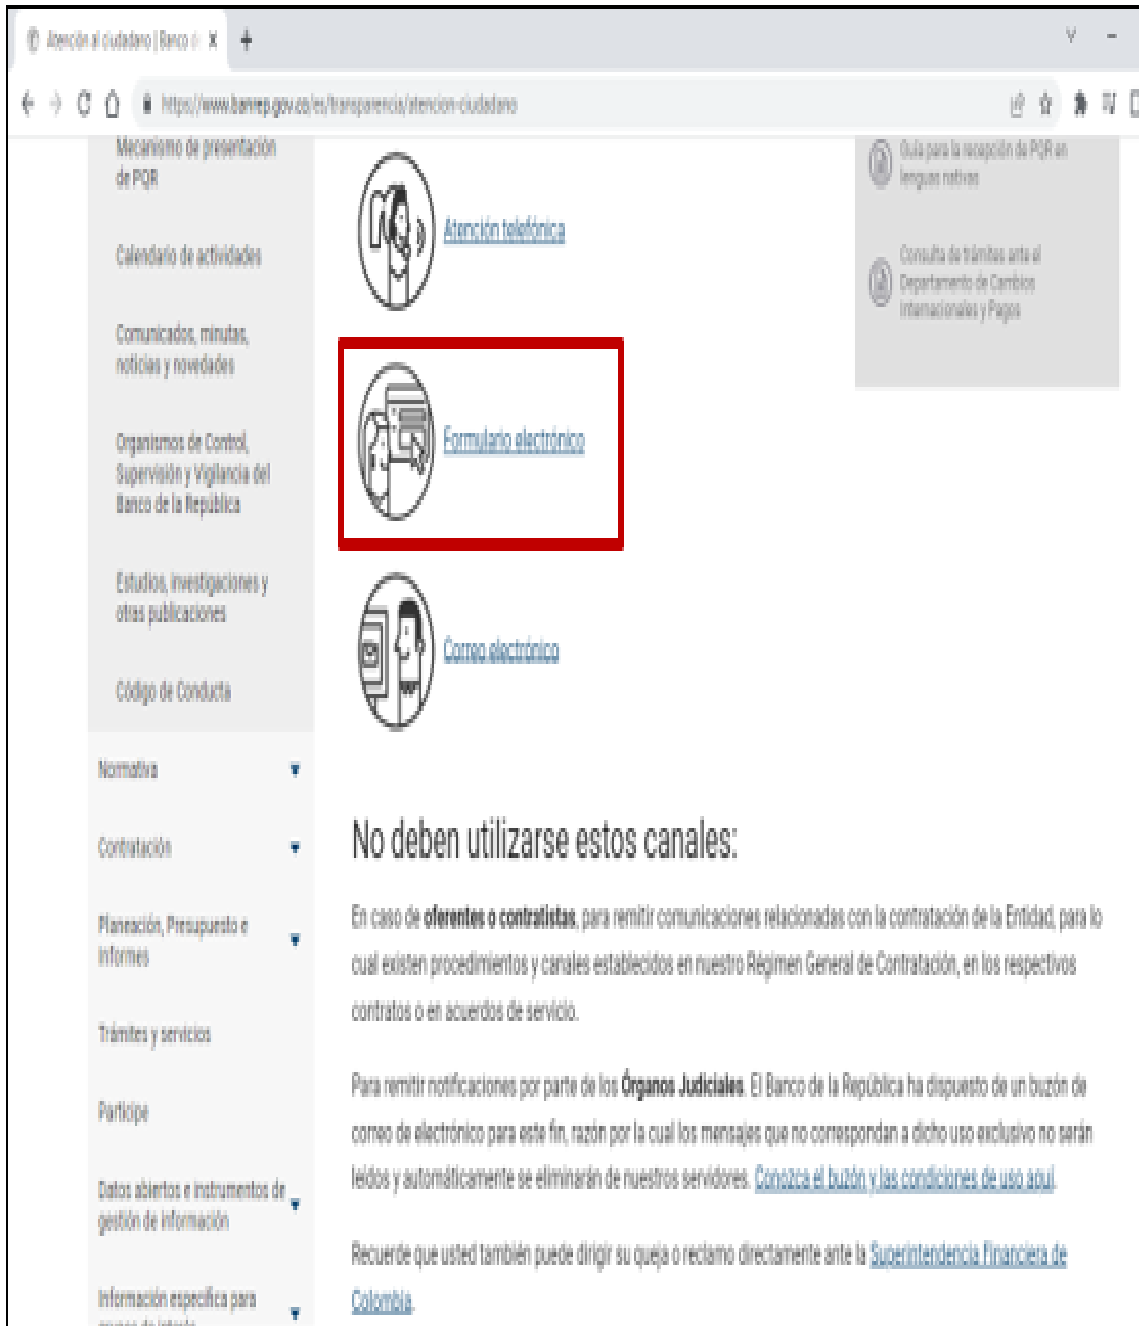 Atención al ciudadano | Banco d
https://www.banrep.gov.co/es/transparencia/atencion-ciudadano
Mecanismo de presentación
de PQR
Calendario de actividades
Comunicados, minutas,
noticias y novedades
Organismos de Control,
Supervisión y Vigilancia del
Banco de la República
Estudios, investigaciones y
otras publicaciones
Código de Conducta
Normativa
Contratación
Planeación, Presupuesto e
Informes
Trámites y servicios
Participe
Datos abiertos e instrumentos de
gestión de información
Información específica para
grupos de interés
Atención telefónica
Formulario electrónico
Correo electrónico
No deben utilizarse estos canales:
En caso de oferentes o contratistas, para remitir comunicaciones relacionadas con la contratación de la Entidad, para lo
cual existen procedimientos y canales establecidos en nuestro Régimen General de Contratación, en los respectivos
contratos o en acuerdos de servicio.
Para remitir notificaciones por parte de los Órganos Judiciales. El Banco de la República ha dispuesto de un buzón de
correo de electrónico para este fin, razón por la cual los mensajes que no correspondan a dicho uso exclusivo no serán
leídos y automáticamente se eliminarán de nuestros servidores. Conozca el buzón y las condiciones de uso aquí.
Recuerde que usted también puede dirigir su queja o reclamo directamente ante la Superintendencia Financiera de
Colombia.
Guía para la recepción de PQR en
lenguas nativas
Consulta de trámites ante el
Departamento de Cambios
Internacionales y Pagos